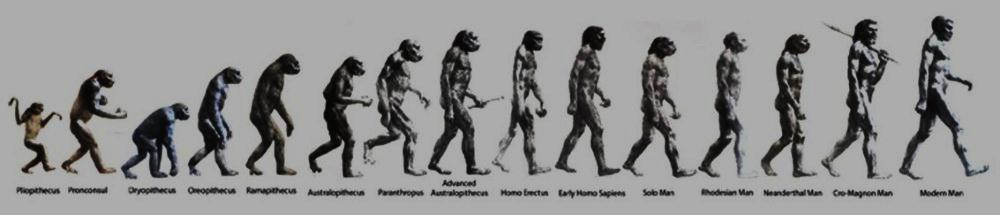 Pliopithecus
Pronconsul
Dryopithecus
Oreopithecus
Ramapithecus
Australopithecus
Paranthropus
Advanced
Australopithecus
Homo Erectus
Early Homo Sapiens
Solo Man
Rhodesian Man
Neanderthal Man
Cro-Magnon Man
Modern Man